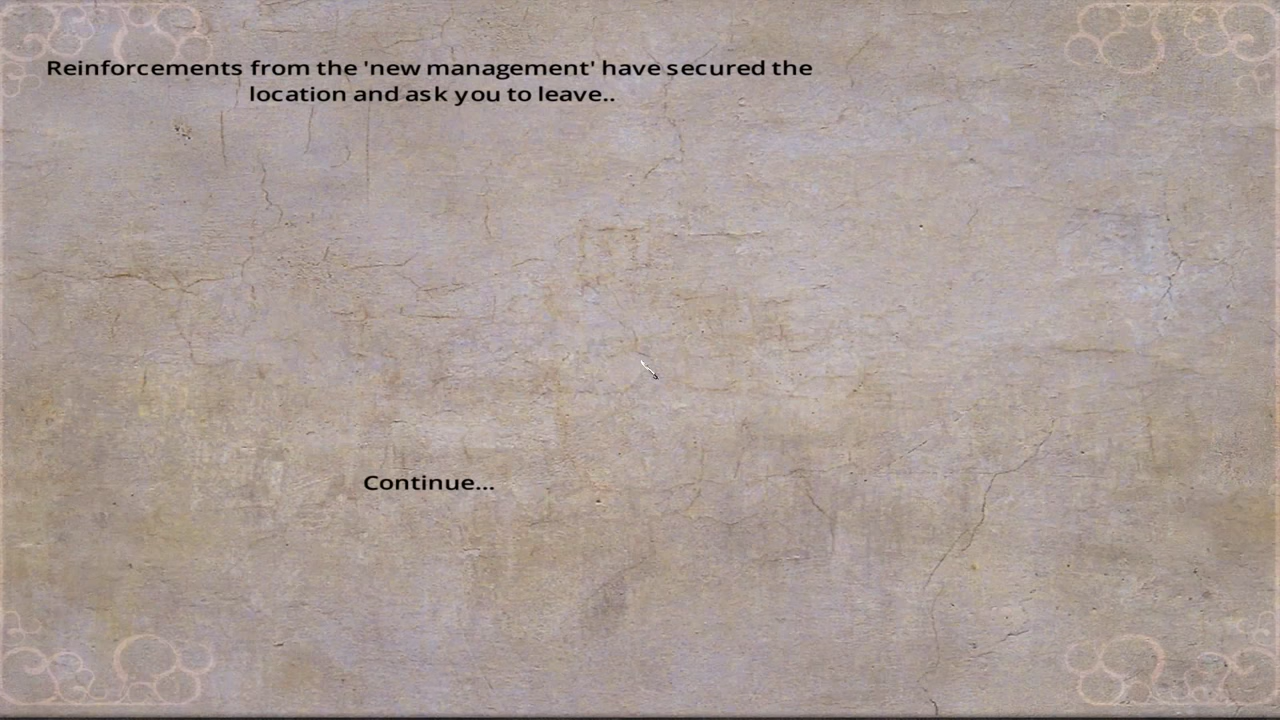 Reinforcements from the 'new management' have secured the
location and ask you to leave..
Continue...